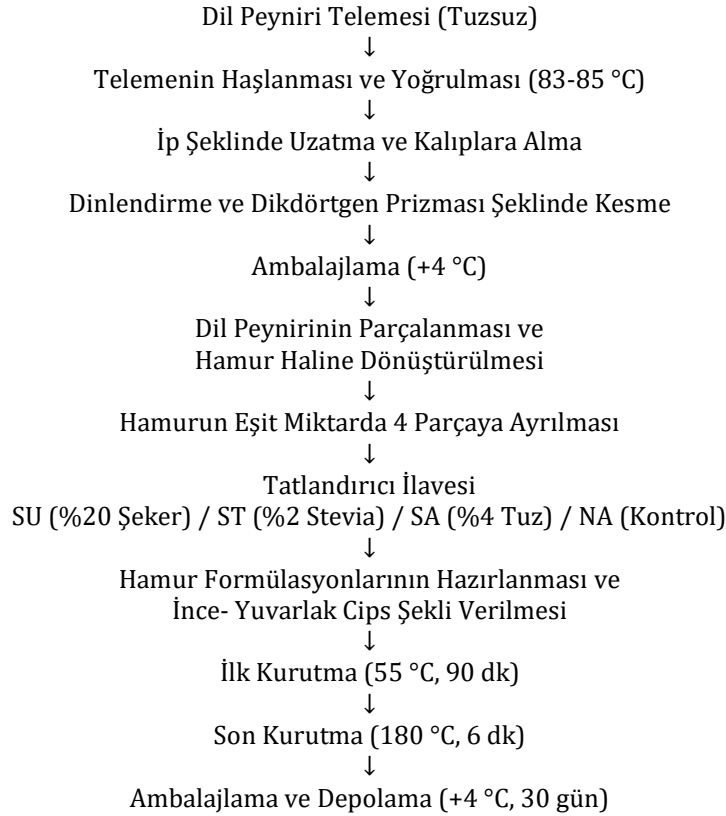 Dil Peyniri Telemesi (Tuzsuz)
↓
Telemenin Haşlanması ve Yoğrulması (83-85 °C)
↓
İp Şeklinde Uzatma ve Kalıplara Alma
↓
Dinlendirme ve Dikdörtgen Prizması Şeklinde Kesme
↓
Ambalajlama (+4 °C)
↓
Dil Peynirinin Parçalanması ve
Hamur Haline Dönüştürülmesi
↓
Hamurun Eşit Miktarda 4 Parçaya Ayrılması
↓
Tatlandırıcı İlavesi
SU (%20 Şeker) / ST (%2 Stevia) / SA (%4 Tuz) / NA (Kontrol)
↓
Hamur Formülasyonlarının Hazırlanması ve
İnce- Yuvarlak Cips Şekli Verilmesi
↓
İlk Kurutma (55 °C, 90 dk)
↓
Son Kurutma (180 °C, 6 dk)
↓
Ambalajlama ve Depolama (+4 °C, 30 gün)